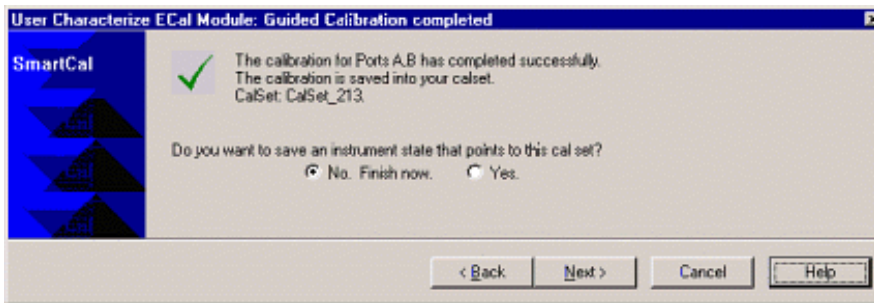 User Characterize ECal Module: Guided Calibration completed
SmartCal
The calibration for Ports A,B has completed successfully.
The calibration is saved into your calset.
CalSet: CalSet_213.
Do you want to save an instrument state that points to this cal set?
No. Finish now. Yes.
< Back Next > Cancel Help